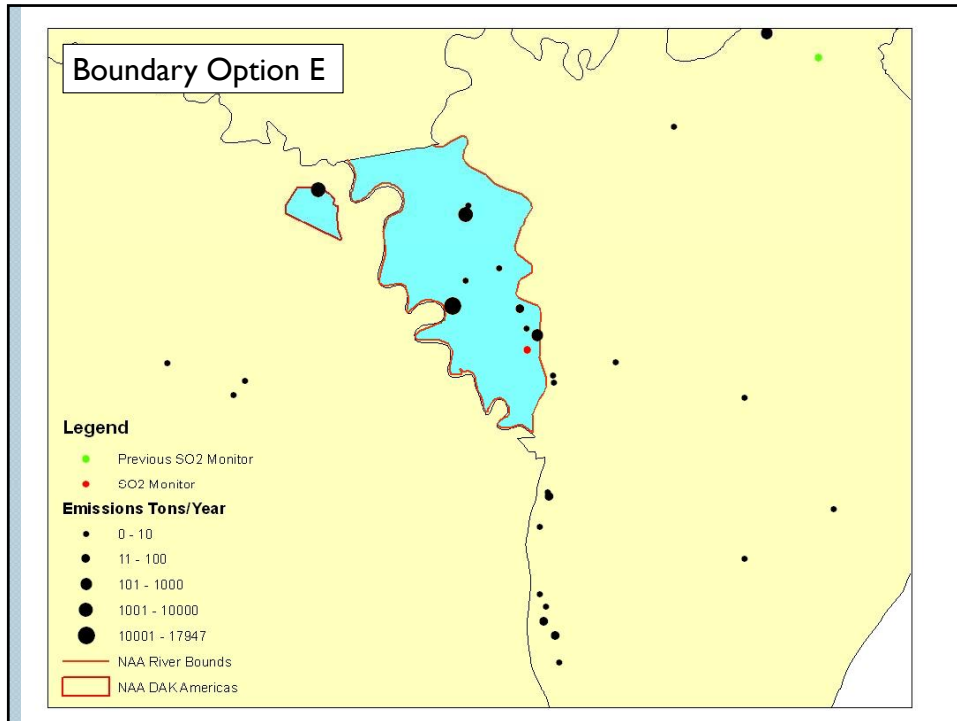 Boundary Option E
Legend
Previous SO2 Monitor
SO2 Monitor
Emissions Tons/Year
0 - 10
11 - 100
101 - 1000
1001 - 10000
10001 - 17947
NAA River Bounds
NAA DAK Americas